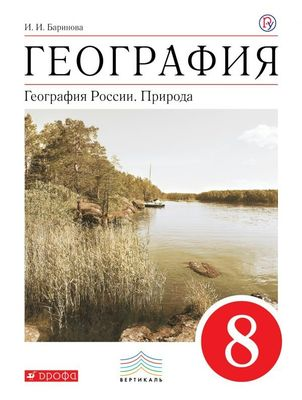 И. И. Баринова
ГЕОГРАФИЯ
География России. Природа
8
ДРОФА
ВЕРТИКАЛЬ